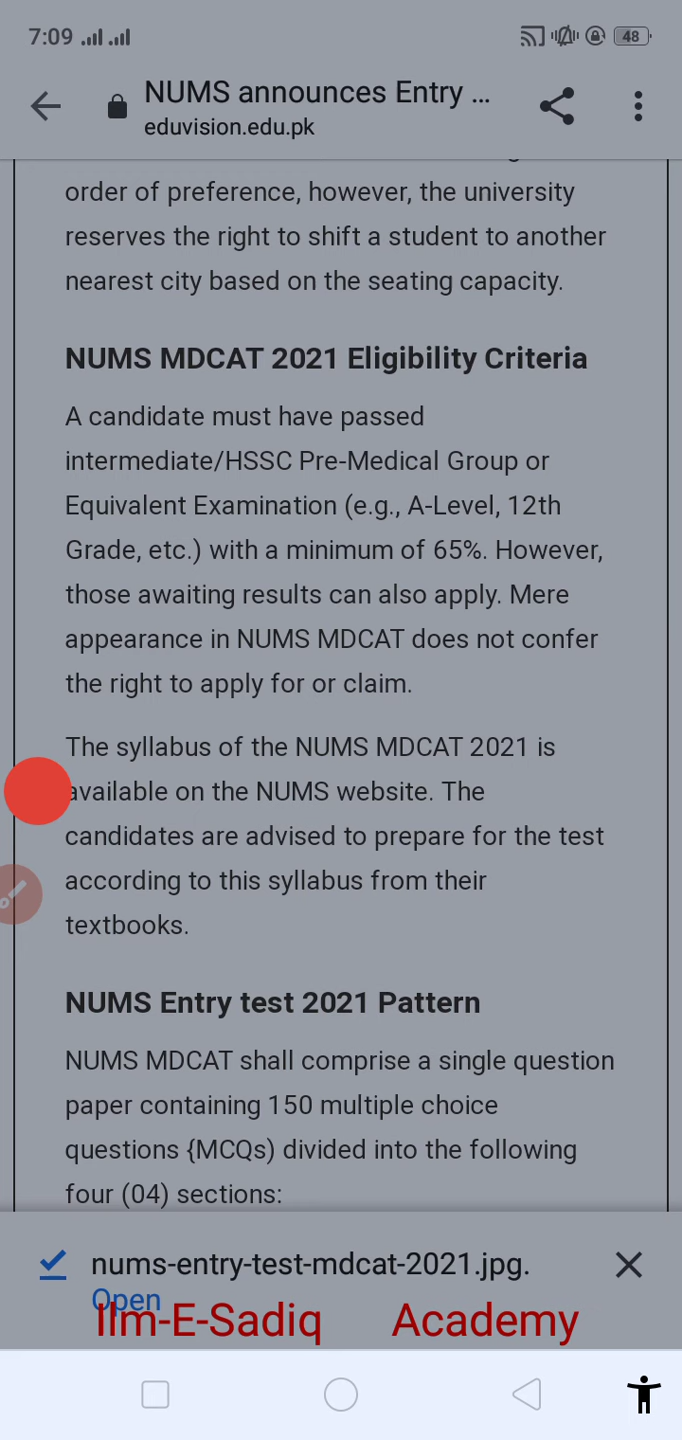 7:09
48
NUMS announces Entry ...
eduvision.edu.pk
order of preference, however, the university
reserves the right to shift a student to another
nearest city based on the seating capacity.
NUMS MDCAT 2021 Eligibility Criteria
A candidate must have passed
intermediate/HSSC Pre-Medical Group or
Equivalent Examination (e.g., A-Level, 12th
Grade, etc.) with a minimum of 65%. However,
those awaiting results can also apply. Mere
appearance in NUMS MDCAT does not confer
the right to apply for or claim.
The syllabus of the NUMS MDCAT 2021 is
available on the NUMS website. The
candidates are advised to prepare for the test
according to this syllabus from their
textbooks.
NUMS Entry test 2021 Pattern
NUMS MDCAT shall comprise a single question
paper containing 150 multiple choice
questions {MCQs) divided into the following
four (04) sections:
nums-entry-test-mdcat-2021.jpg.
Open
Ilm-E-Sadiq Academy